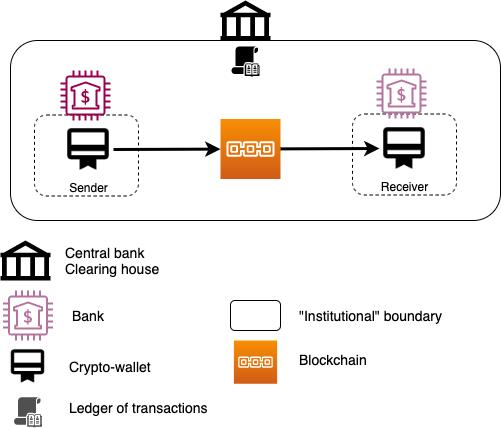 $
$
Sender
Receiver
Central bank
Clearing house
$
Bank
"Institutional" boundary
Crypto-wallet
Blockchain
Ledger of transactions